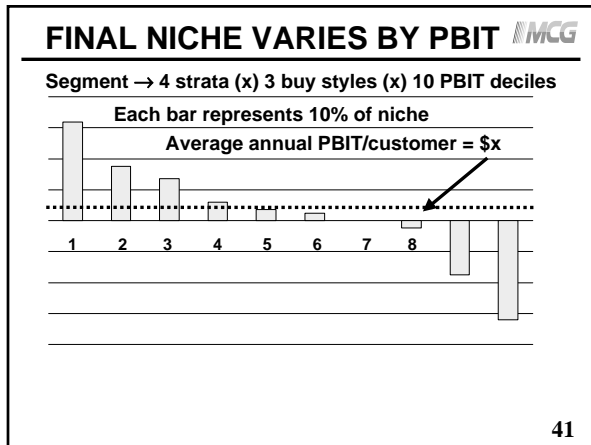 FINAL NICHE VARIES BY PBIT MCG
Segment → 4 strata (x) 3 buy styles (x) 10 PBIT deciles
Each bar represents 10% of niche
Average annual PBIT/customer = $x
1 2 3 4 5 6 7 8
41